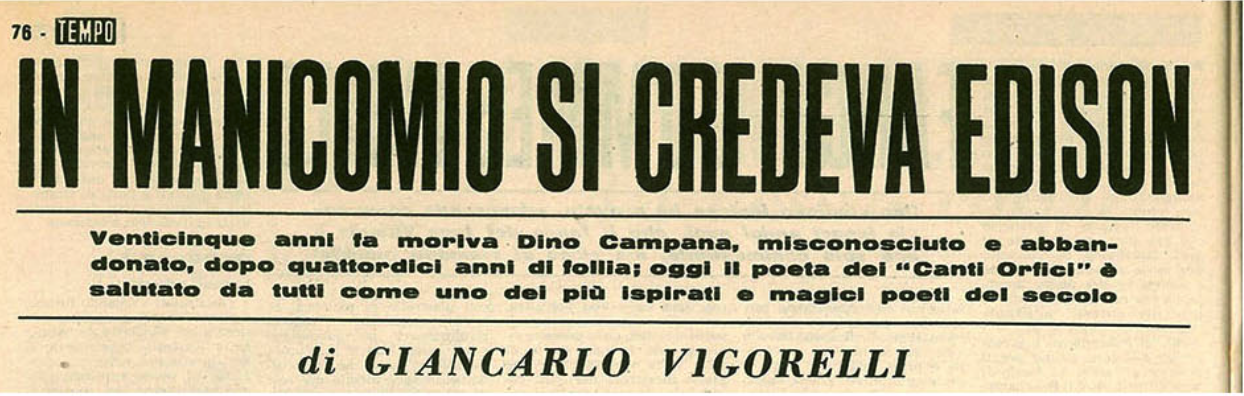 76 - TEMPO
IN MANICOMIO SI CREDEVA EDISON
Venticinque anni fa moriva Dino Campana, misconosciuto e abban-
donato, dopo quattordici anni di follia; oggi il poeta dei “Canti Orfici” è
salutato da tutti come uno dei più ispirati e magici poeti del secolo
di GIANCARLO VIGORELLI